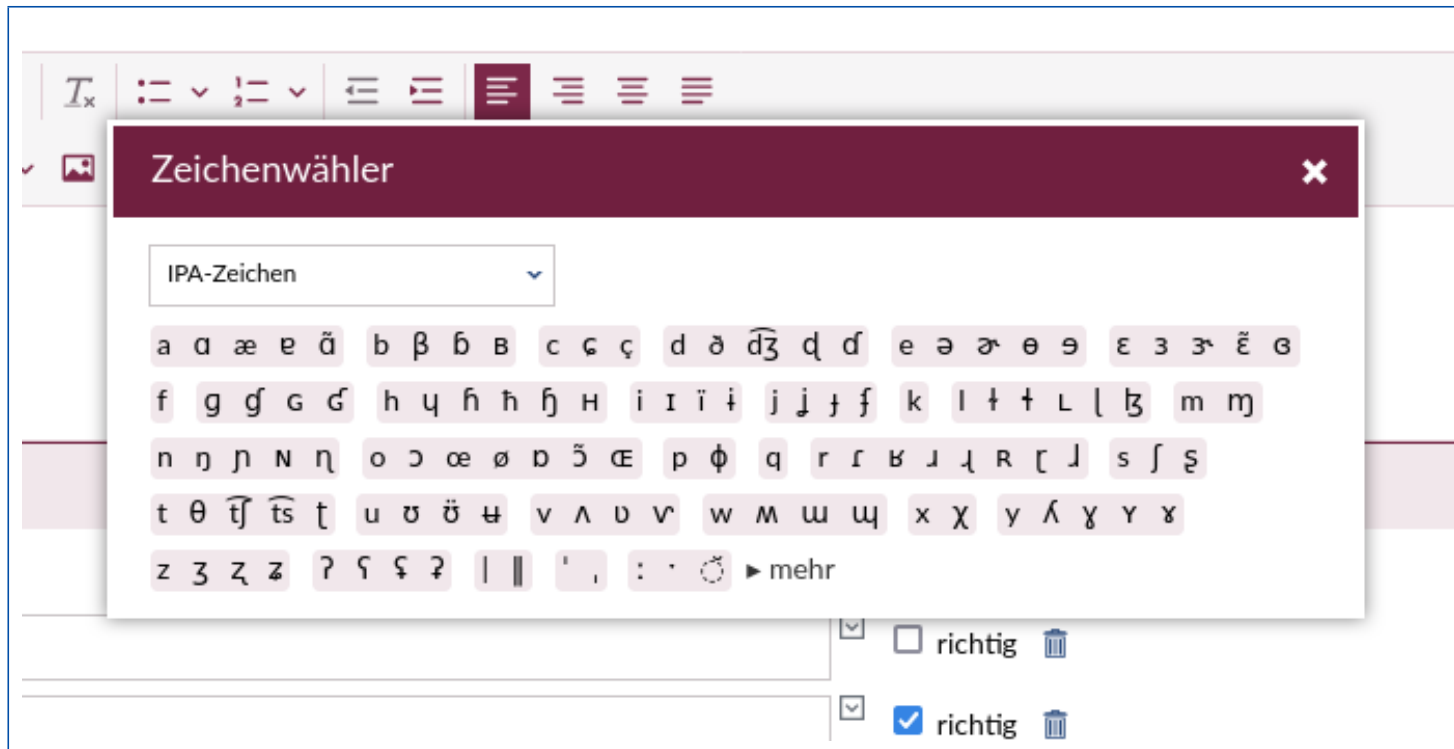 Zeichenwähler
IPA-Zeichen
a ɑ æ ɐ ɑ̃ b β ɓ ʙ c ɕ ç d ð d͡ʒ ɖ ɗ e ə ɚ ɵ ɘ ɛ ɜ ɝ ɛ̃ ɞ
f ɡ ɠ ɢ ʛ h ɥ ɦ ħ ɧ ʜ i ɪ ï ɨ j ʝ ɟ ʄ k l ɫ ɬ ʟ ɭ ɮ m ɱ
n ŋ ɲ ɴ ɳ o ɔ œ ø ɒ ɔ̃ ɶ p ɸ q r ɾ ʁ ɹ ɻ ʀ ɽ ɺ s ʃ ʂ
t θ t͡ʃ t͡s ʈ u ʊ ʊ̈ ʉ v ʌ ʋ ⱱ w ʍ ɯ ɰ x χ y ʎ ɣ ʏ ɤ
z ʒ ʐ ʑ ʔ ʕ ʢ ʡ | ‖ ˈ ˌ ː ˑ ◌̆ ▸ mehr
richtig
richtig